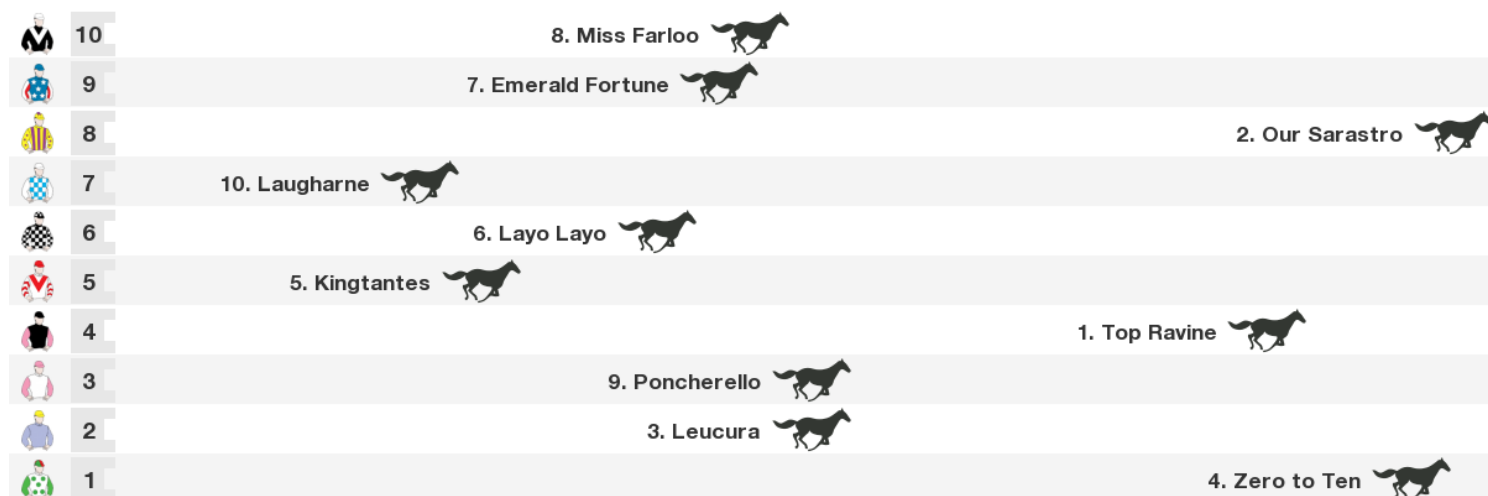 10 8. Miss Farloo
9 7. Emerald Fortune
8 2. Our Sarastro
7 10. Laugharne
6 6. Layo Layo
5 5. Kingtantes
4 1. Top Ravine
3 9. Poncherello
2 3. Leucura
1 4. Zero to Ten